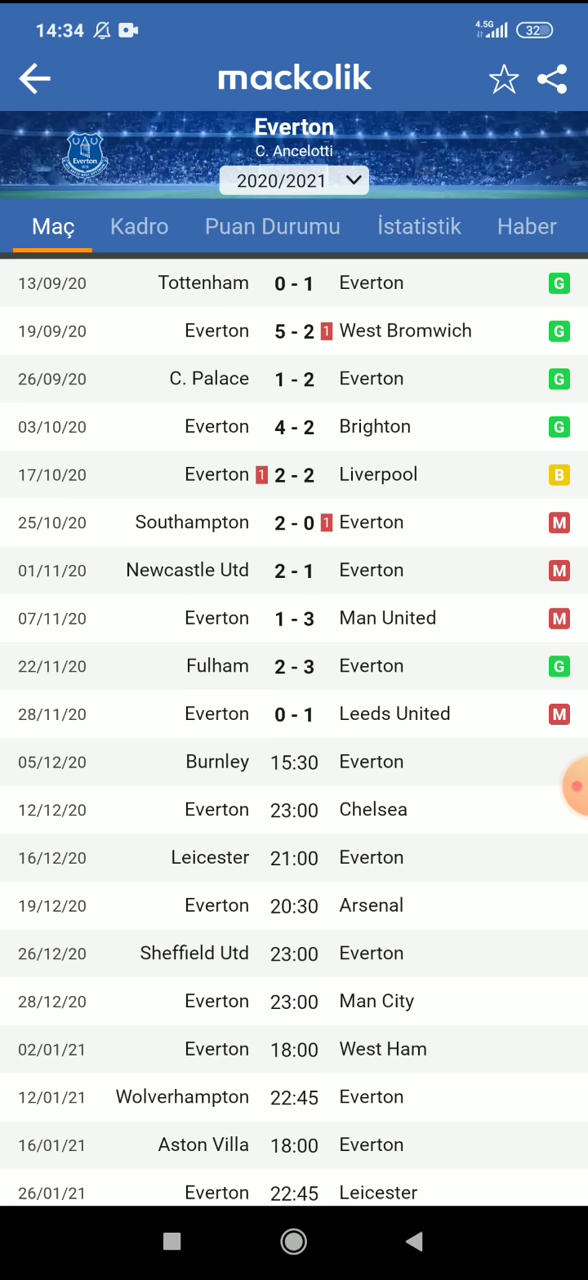 14:34 4.5G 32
mackolik
Everton
C. Ancelotti
Everton
2020/2021
Maç Kadro Puan Durumu İstatistik Haber
13/09/20 Tottenham 0 - 1 Everton G
19/09/20 Everton 5 - 2 1 West Bromwich G
26/09/20 C. Palace 1 - 2 Everton G
03/10/20 Everton 4 - 2 Brighton G
17/10/20 Everton 1 2 - 2 Liverpool B
25/10/20 Southampton 2 - 0 1 Everton M
01/11/20 Newcastle Utd 2 - 1 Everton M
07/11/20 Everton 1 - 3 Man United M
22/11/20 Fulham 2 - 3 Everton G
28/11/20 Everton 0 - 1 Leeds United M
05/12/20 Burnley 15:30 Everton
12/12/20 Everton 23:00 Chelsea
16/12/20 Leicester 21:00 Everton
19/12/20 Everton 20:30 Arsenal
26/12/20 Sheffield Utd 23:00 Everton
28/12/20 Everton 23:00 Man City
02/01/21 Everton 18:00 West Ham
12/01/21 Wolverhampton 22:45 Everton
16/01/21 Aston Villa 18:00 Everton
26/01/21 Everton 22:45 Leicester